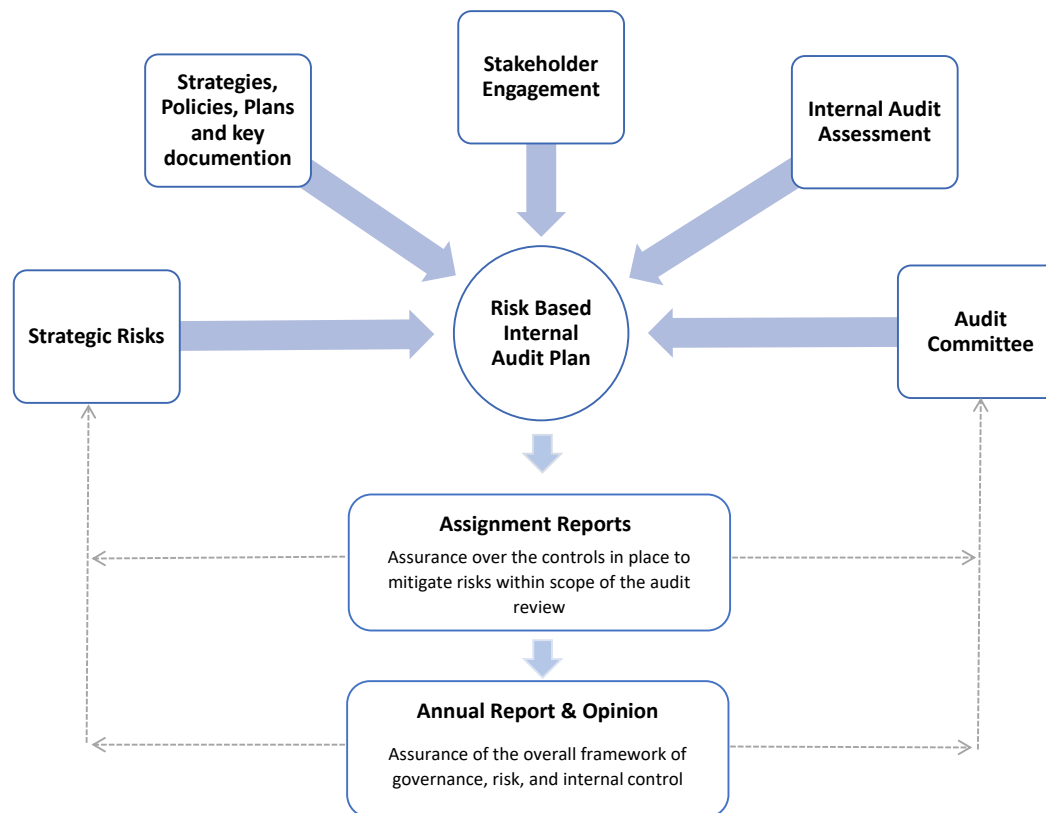 Strategies,
Policies, Plans
and key
documention
Stakeholder
Engagement
Internal Audit
Assessment
Strategic Risks
Risk Based
Internal
Audit Plan
Audit
Committee
Assignment Reports
Assurance over the controls in place to
mitigate risks within scope of the audit
review
Annual Report & Opinion
Assurance of the overall framework of
governance, risk, and internal control